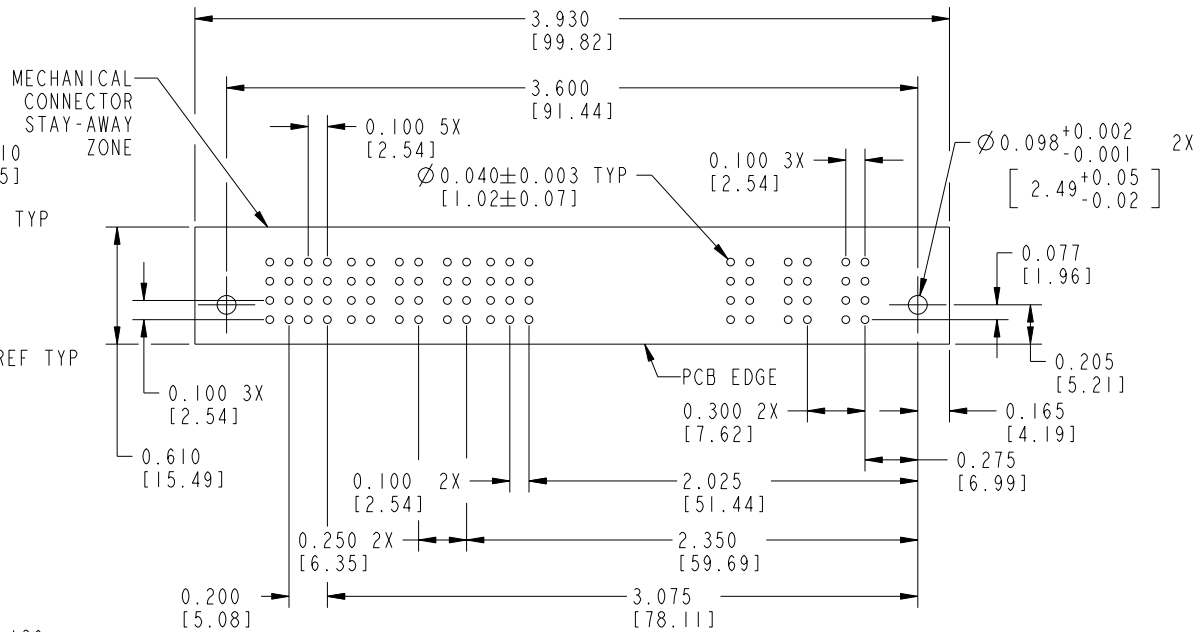 3.930
[99.82]
MECHANICAL
CONNECTOR
STAY-AWAY
ZONE
3.600
[91.44]
0.100 5X
[2.54]
Ø0.040±0.003 TYP
[1.02±0.07]
0.100 3X
[2.54]
Ø0.098 +0.002 -0.001 2X
[2.49 +0.05 -0.02]
10
5]
TYP
0.077
[1.96]
REF TYP
PCB EDGE
0.205
[5.21]
0.100 3X
[2.54]
0.300 2X
[7.62]
0.165
[4.19]
0.610
[15.49]
0.275
[6.99]
0.100 2X
[2.54]
2.025
[51.44]
0.250 2X
[6.35]
2.350
[59.69]
0.200
[5.08]
3.075
[78.11]